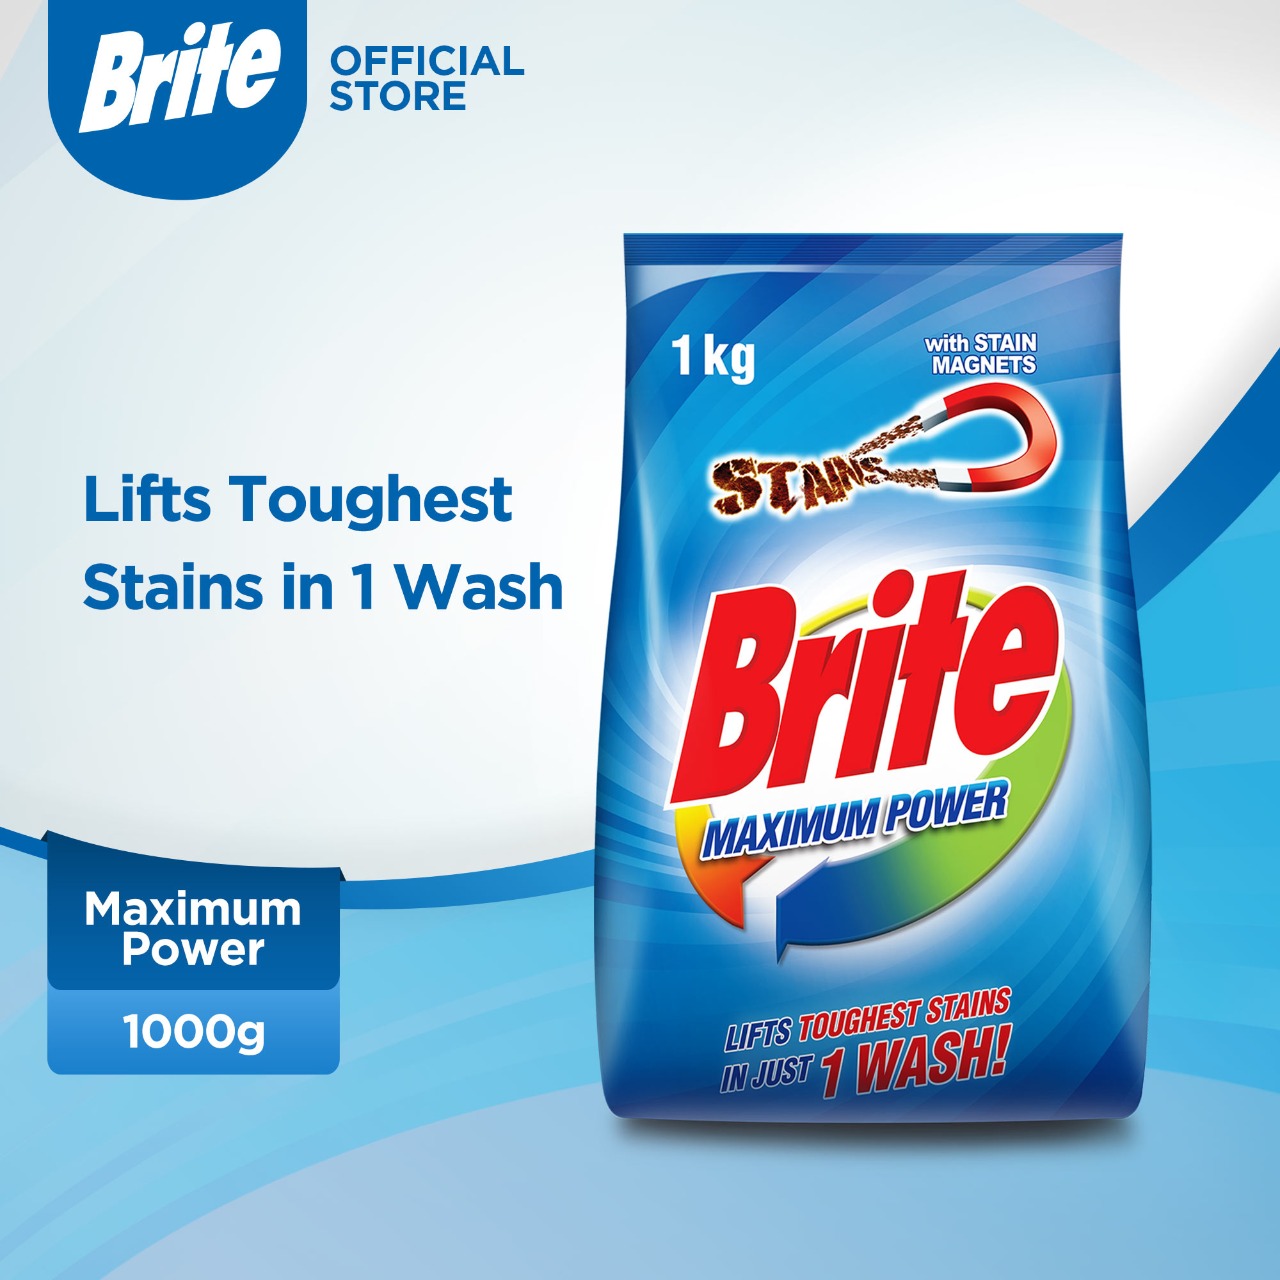 Brite
OFFICIAL
STORE
1 kg
with STAIN
MAGNETS
STAINS
Lifts Toughest
Stains in 1 Wash
Brite
MAXIMUM POWER
Maximum
Power
1000g
LIFTS TOUGHEST STAINS
IN JUST 1 WASH!